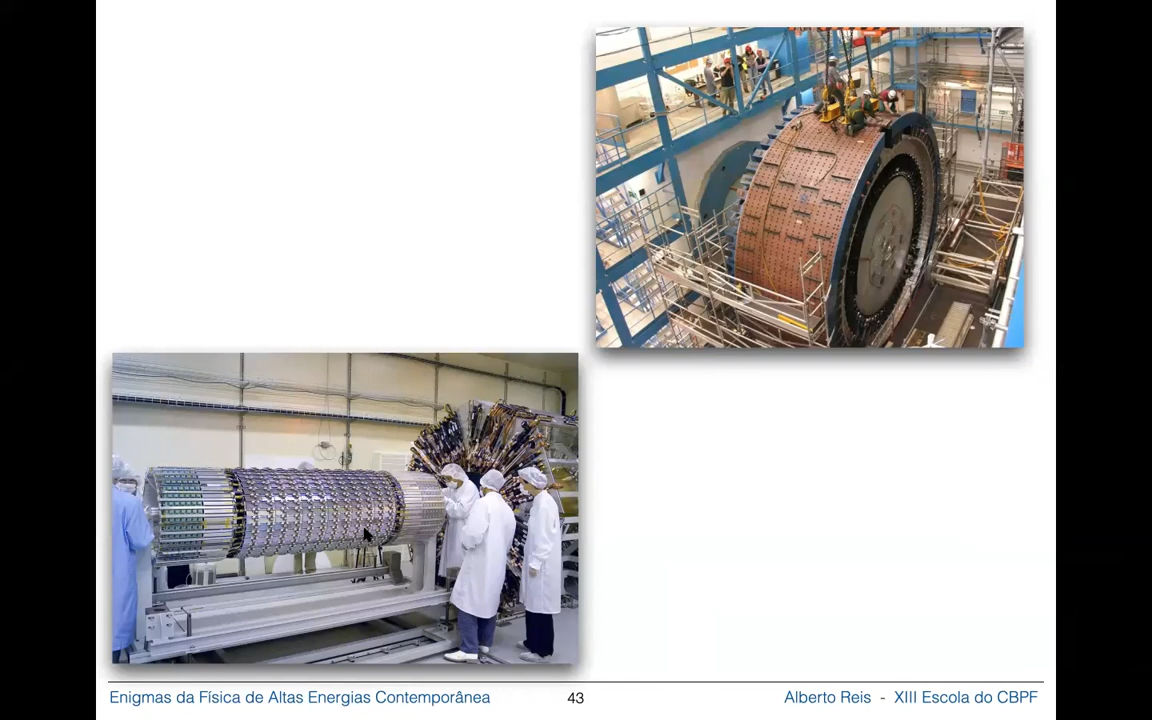 Enigmas da Física de Altas Energias Contemporânea
43
Alberto Reis - XIII Escola do CBPF